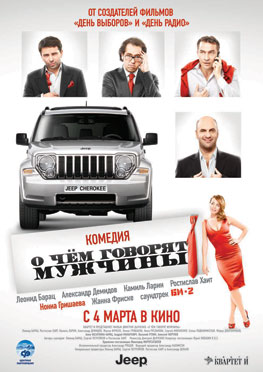 ОТ СОЗДАТЕЛЕЙ ФИЛЬМОВ
«ДЕНЬ ВЫБОРОВ» И «ДЕНЬ РАДИО»
JEEP CHEROKEE
КОМЕДИЯ
О ЧЁМ ГОВОРЯТ
МУЖЧИНЫ
Леонид Барац Александр Демидов Камиль Ларин Ростислав Хаит
Нонна Гришаева Жанна Фриске саундтрек БИ-2
С 4 МАРТА В КИНО
Jeep
КВАРТЕТ И